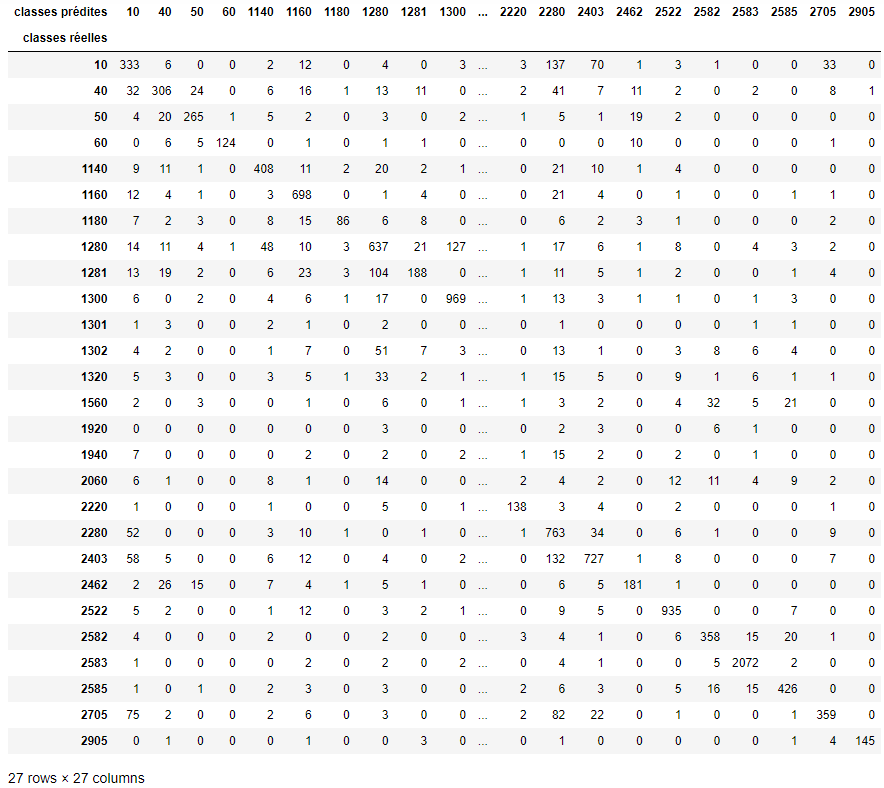 classes prédites 10 40 50 60 1140 1160 1180 1280 1281 1300 ... 2220 2280 2403 2462 2522 2582 2583 2585 2705 2905
classes réelles
10 333 6 0 0 2 12 0 4 0 3 ... 3 137 70 1 3 1 0 0 33 0
40 32 306 24 0 6 16 1 13 11 0 ... 2 41 7 11 2 0 2 0 8 1
50 4 20 265 1 5 2 0 3 0 2 ... 1 5 1 19 2 0 0 0 0 0
60 0 6 5 124 0 1 0 1 1 0 ... 0 0 0 10 0 0 0 0 1 0
1140 9 11 1 0 408 11 2 20 2 1 ... 0 21 10 1 4 0 0 0 0 0
1160 12 4 1 0 3 698 0 1 4 0 ... 0 21 4 0 1 0 0 1 1 0
1180 7 2 3 0 8 15 86 6 8 0 ... 0 6 2 3 1 0 0 0 2 0
1280 14 11 4 1 48 10 3 637 21 127 ... 1 17 6 1 8 0 4 3 2 0
1281 13 19 2 0 6 23 3 104 188 0 ... 1 11 5 1 2 0 0 1 4 0
1300 6 0 2 0 4 6 1 17 0 969 ... 1 13 3 1 1 0 1 3 0 0
1301 1 3 0 0 2 1 0 2 0 0 ... 0 1 0 0 0 0 1 1 0 0
1302 4 2 0 0 1 7 0 51 7 3 ... 0 13 1 0 3 8 6 4 0 0
1320 5 3 0 0 3 5 1 33 2 1 ... 1 15 5 0 9 1 6 1 1 0
1560 2 0 3 0 0 1 0 6 0 1 ... 1 3 2 0 4 32 5 21 0 0
1920 0 0 0 0 0 0 0 3 0 0 ... 0 2 3 0 0 6 1 0 0 0
1940 7 0 0 0 0 2 0 2 0 2 ... 1 15 2 0 2 0 1 0 0 0
2060 6 1 0 0 8 1 0 14 0 0 ... 2 4 2 0 12 11 4 9 2 0
2220 1 0 0 0 1 0 0 5 0 1 ... 138 3 4 0 2 0 0 0 1 0
2280 52 0 0 0 3 10 1 0 1 0 ... 1 763 34 0 6 1 0 0 9 0
2403 58 5 0 0 6 12 0 4 0 2 ... 0 132 727 1 8 0 0 0 7 0
2462 2 26 15 0 7 4 1 5 1 0 ... 0 6 5 181 1 0 0 0 0 0
2522 5 2 0 0 1 12 0 3 2 1 ... 0 9 5 0 935 0 0 7 0 0
2582 4 0 0 0 2 0 0 2 0 0 ... 3 4 1 0 6 358 15 20 1 0
2583 1 0 0 0 0 2 0 2 0 2 ... 0 4 1 0 0 5 2072 2 0 0
2585 1 0 1 0 2 3 0 3 0 0 ... 2 6 3 0 5 16 15 426 0 0
2705 75 2 0 0 2 6 0 3 0 0 ... 2 82 22 0 1 0 0 1 359 0
2905 0 1 0 0 0 1 0 0 3 0 ... 0 1 0 0 0 0 0 1 4 145
27 rows × 27 columns